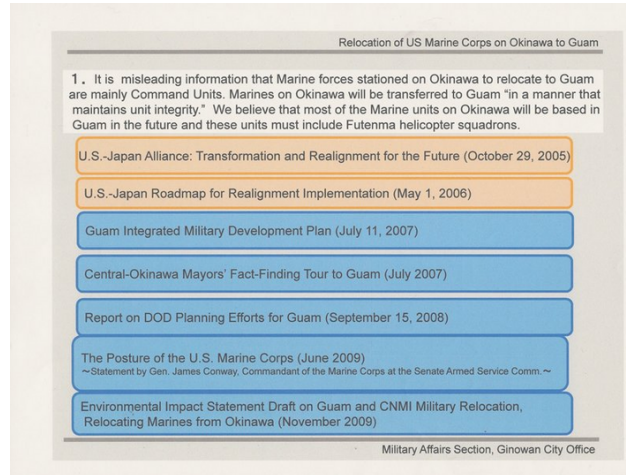 Relocation of US Marine Corps on Okinawa to Guam
1. It is misleading information that Marine forces stationed on Okinawa to relocate to Guam
are mainly Command Units. Marines on Okinawa will be transferred to Guam “in a manner that
maintains unit integrity.” We believe that most of the Marine units on Okinawa will be based in
Guam in the future and these units must include Futenma helicopter squadrons.
U.S.-Japan Alliance: Transformation and Realignment for the Future (October 29, 2005)
U.S.-Japan Roadmap for Realignment Implementation (May 1, 2006)
Guam Integrated Military Development Plan (July 11, 2007)
Central-Okinawa Mayors’ Fact-Finding Tour to Guam (July 2007)
Report on DOD Planning Efforts for Guam (September 15, 2008)
The Posture of the U.S. Marine Corps (June 2009)
～Statement by Gen. James Conway, Commandant of the Marine Corps at the Senate Armed Service Comm.～
Environmental Impact Statement Draft on Guam and CNMI Military Relocation,
Relocating Marines from Okinawa (November 2009)
Military Affairs Section, Ginowan City Office